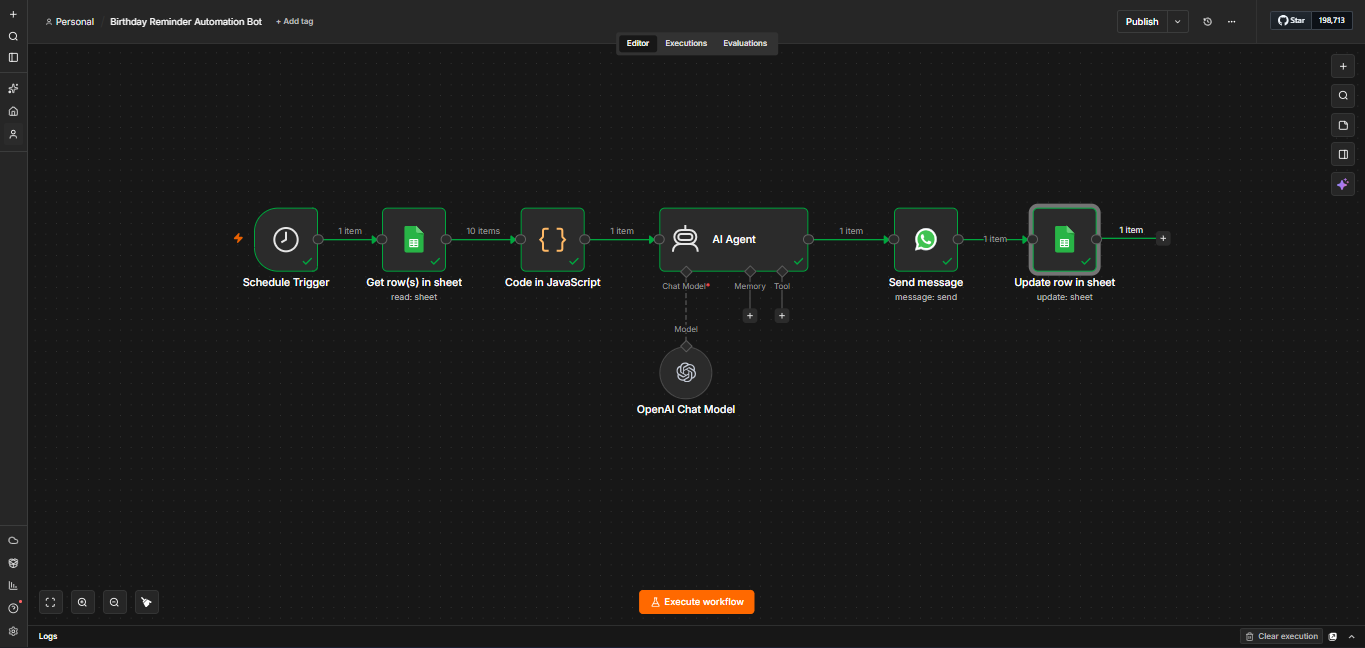 Personal / Birthday Reminder Automation Bot + Add tag
Publish
Star 198,713
Editor Executions Evaluations
1 item
10 items
1 item
AI Agent
1 item
1 item
1 item
Schedule Trigger
Get row(s) in sheet
read: sheet
Code in JavaScript
Chat Model*
Memory
Tool
Send message
message: send
Update row in sheet
update: sheet
Model
OpenAI Chat Model
Execute workflow
Logs
Clear execution